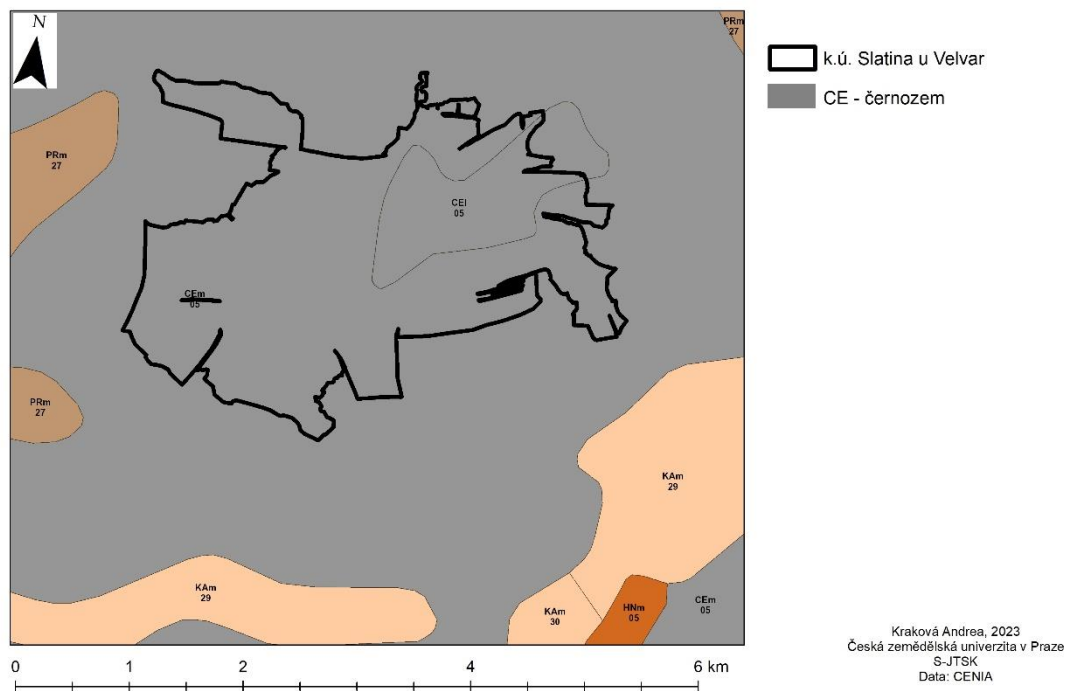 N
PRm
27
k.ú. Slatina u Velvar
CE - černozem
PRm
27
CEl
05
CEm
05
PRm
27
KAm
29
KAm
29
KAm
30
HNm
05
CEm
05
0 1 2 4 6 km
Kraková Andrea, 2023
Česká zemědělská univerzita v Praze
S-JTSK
Data: CENIA